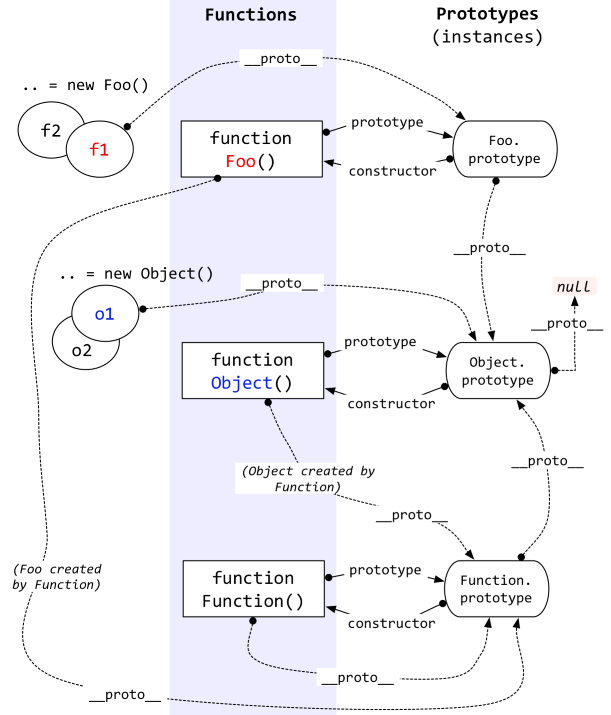 Functions
Prototypes
(instances)
__proto__
.. = new Foo()
f2
f1
function
Foo()
prototype
constructor
Foo.
prototype
__proto__
.. = new Object()
__proto__
null
__proto__
o1
o2
function
Object()
prototype
constructor
Object.
prototype
(Object created by
Function)
__proto__
__proto__
(Foo created
by Function)
function
Function()
prototype
constructor
Function.
prototype
__proto__
__proto__